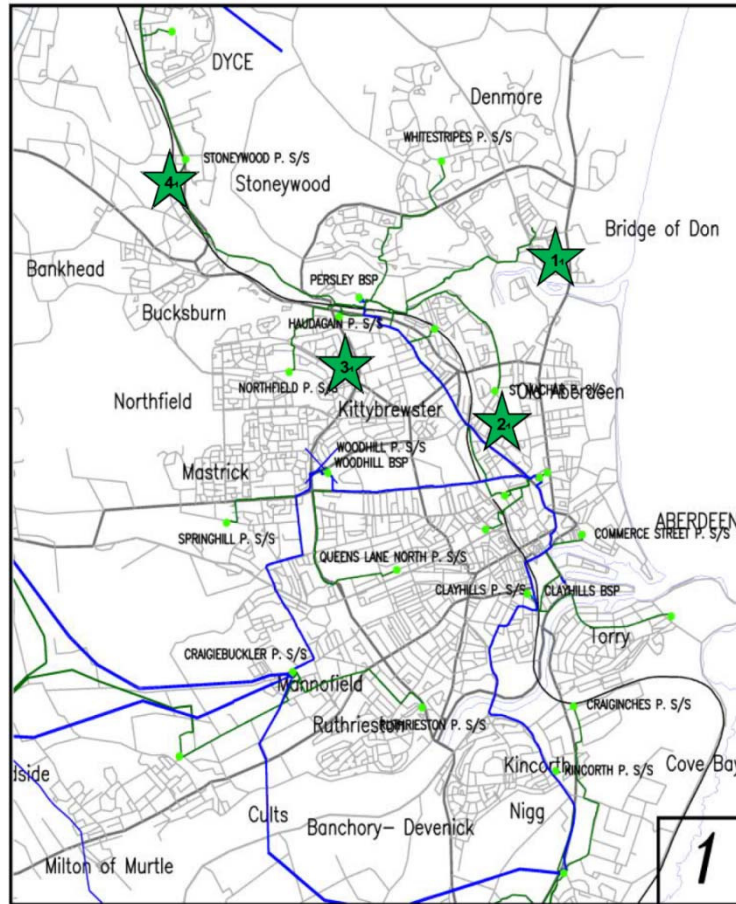 DYCE
Denmore
WHITESTRIPES P. S/S
STONEYWOOD P. S/S
4
Stoneywood
Bridge of Don
1
Bankhead
PERSLEY BSP
Bucksburn
HAUDAGAIN P. S/S
3
NORTHFIELD P. S/S
Old Aberdeen
Northfield
Kittybrewster
2
WOODHILL P. S/S
WOODHILL BSP
Mastrick
ABERDEEN
SPRINGHILL P. S/S
COMMERCE STREET P. S/S
QUEENS LANE NORTH P. S/S
CLAYHILLS P. S/S
CLAYHILLS BSP
Torry
CRAIGIEBUCKLER P. S/S
Mannofield
CRAIGINCHES P. S/S
Ruthrieston
RUTHRIESTON P. S/S
Kincorth
KINCORTH P. S/S
Cove Bay
dside
Cults
Nigg
Banchory- Devenick
Milton of Murtle
1